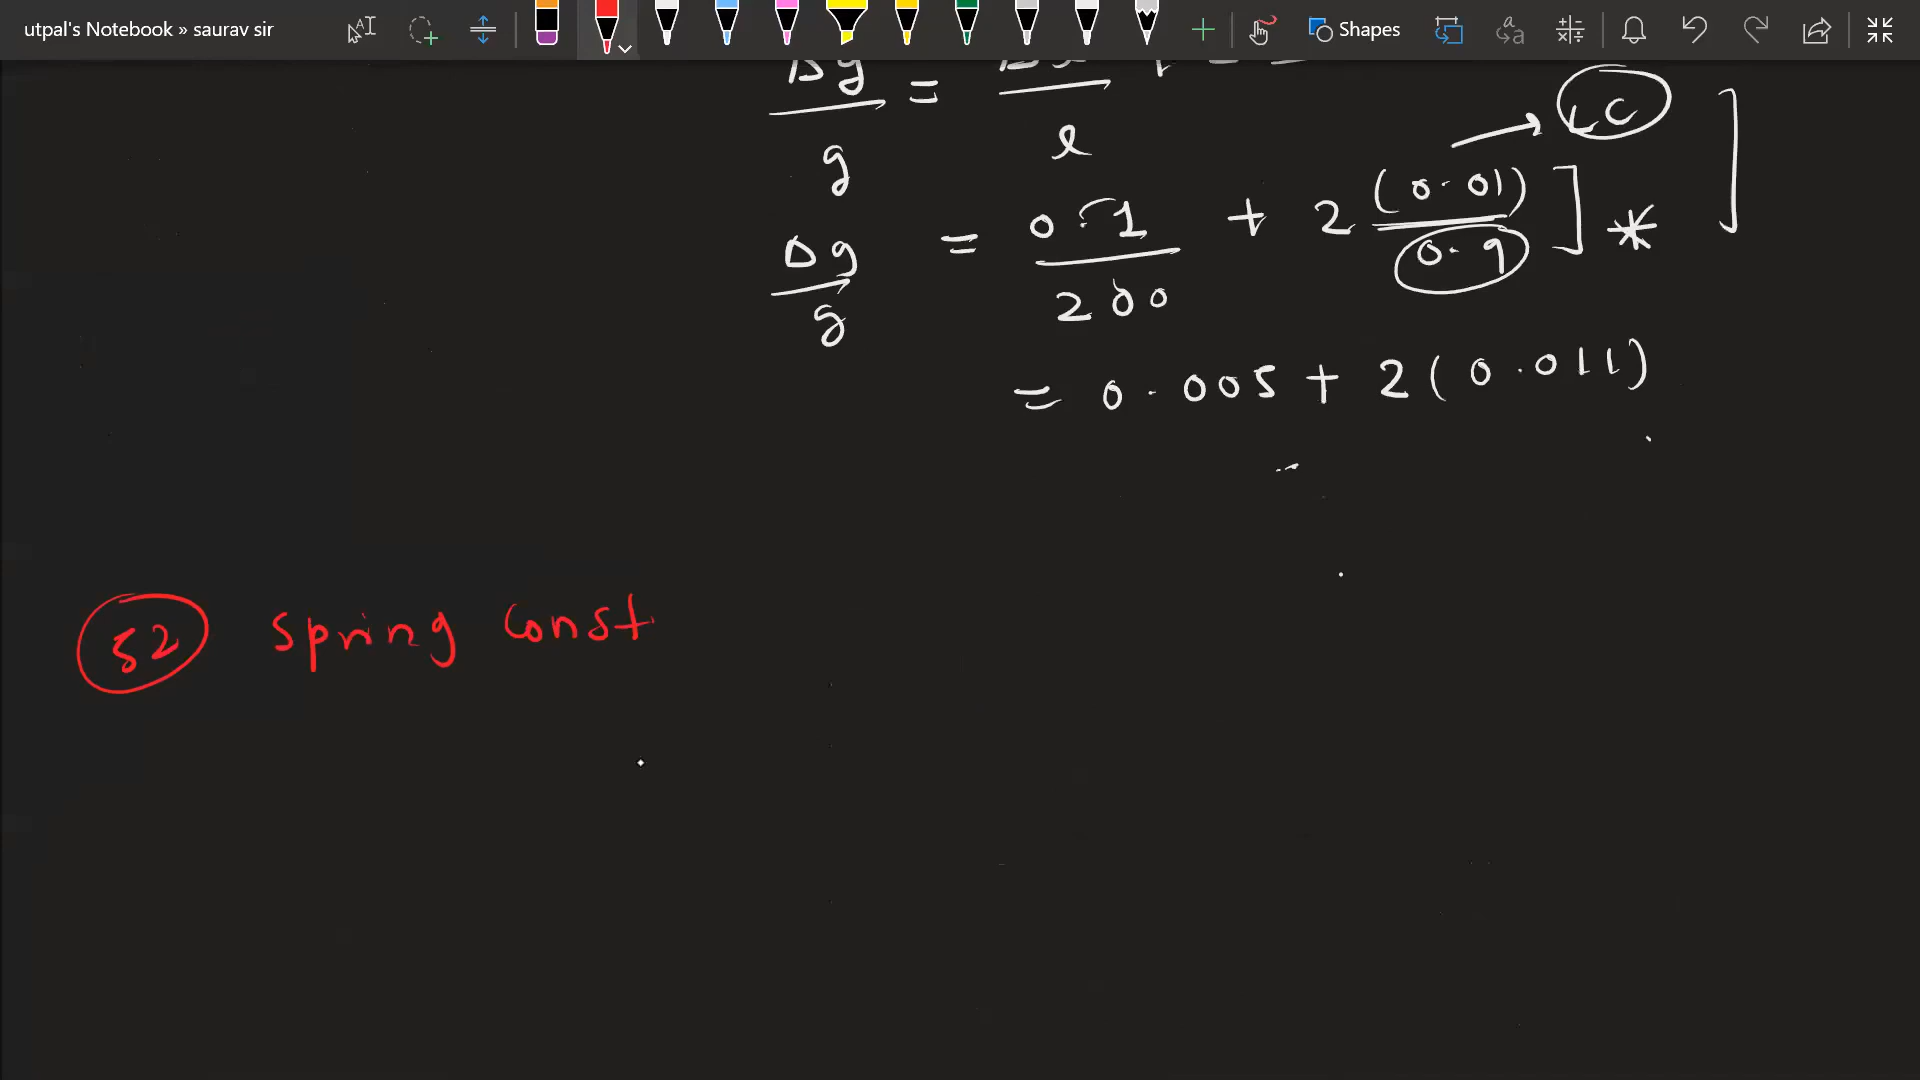 utpal's Notebook » saurav sir
Shapes
Δg/g = /l
LC
Δg/g = 0.1/200 + 2 (0.01)/0.9 ] *
= 0.005 + 2(0.011)
52 Spring Const